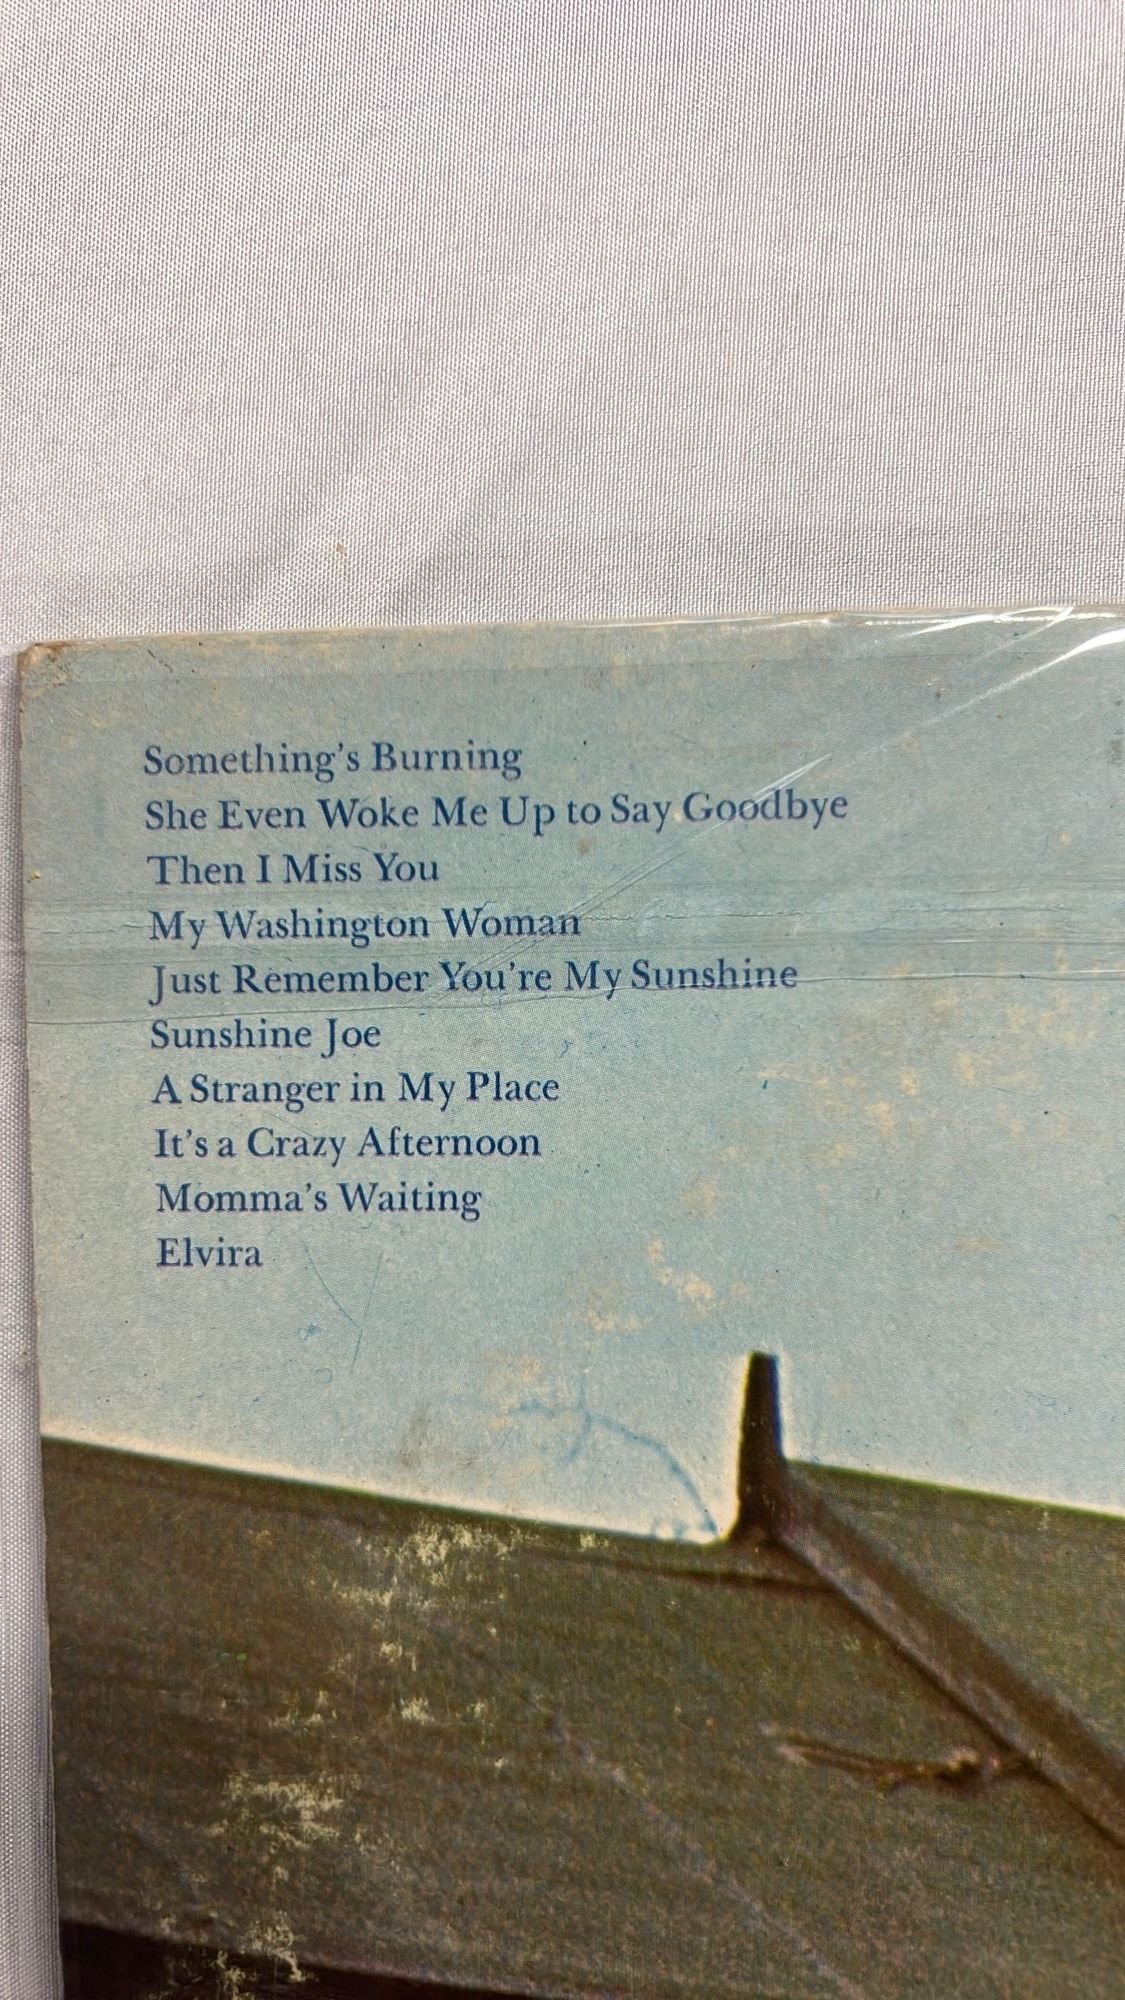 Something's Burning
She Even Woke Me Up to Say Goodbye
Then I Miss You
My Washington Woman
Just Remember You're My Sunshine
Sunshine Joe
A Stranger in My Place
It's a Crazy Afternoon
Momma's Waiting
Elvira